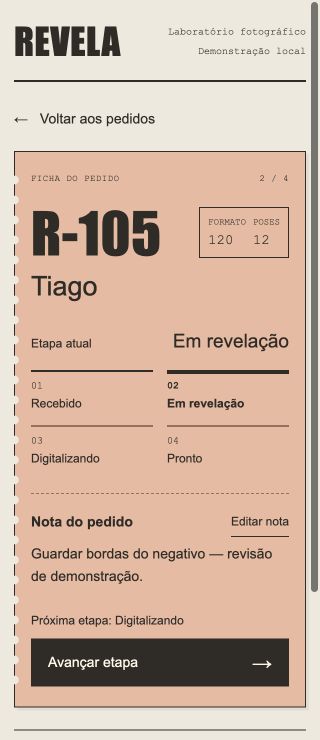 REVELA
Laboratório fotográfico
Demonstração local
← Voltar aos pedidos
FICHA DO PEDIDO
2 / 4
R-105
FORMATO POSES
120 12
Tiago
Etapa atual
Em revelação
01
Recebido
02
Em revelação
03
Digitalizando
04
Pronto
Nota do pedido
Editar nota
Guardar bordas do negativo — revisão
de demonstração.
Próxima etapa: Digitalizando
Avançar etapa →